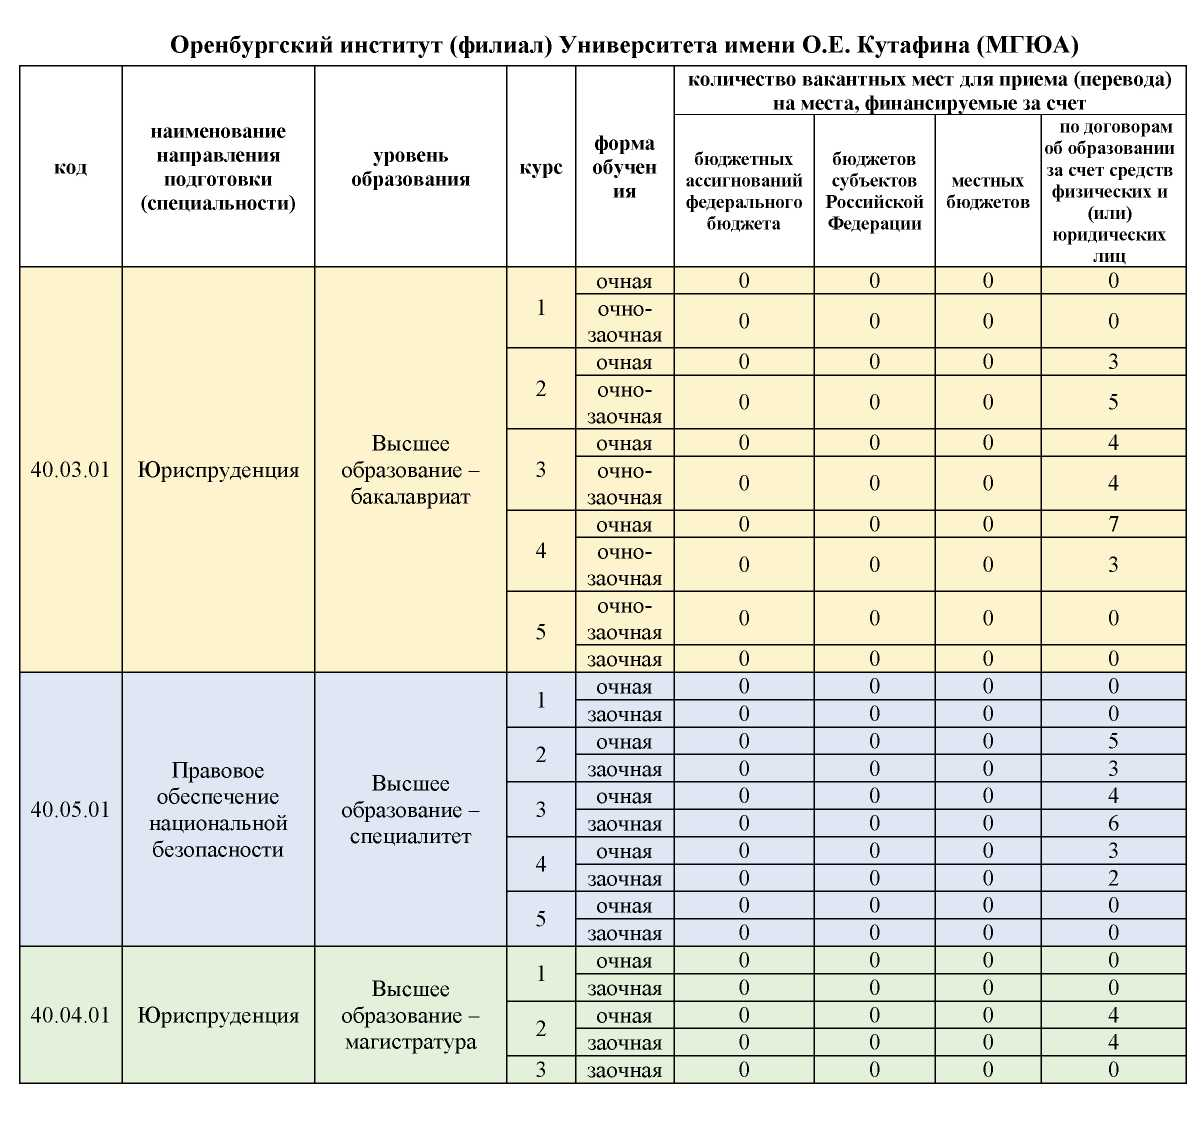 Оренбургский институт (филиал) Университета имени О.Е. Кутафина (МГЮА)
код
наименование
направления
подготовки
(специальности)
уровень
образования
курс
форма
обучен
ия
количество вакантных мест для приема (перевода)
на места, финансируемые за счет
бюджетных
ассигнований
федерального
бюджета
бюджетов
субъектов
Российской
Федерации
местных
бюджетов
по договорам
об образовании
за счет средств
физических и
(или)
юридических
лиц
40.03.01
Юриспруденция
Высшее
образование –
бакалавриат
1
очная 0 0 0 0
очно-
заочная 0 0 0 0
2
очная 0 0 0 3
очно-
заочная 0 0 0 5
3
очная 0 0 0 4
очно-
заочная 0 0 0 4
4
очная 0 0 0 7
очно-
заочная 0 0 0 3
5
очно-
заочная 0 0 0 0
заочная 0 0 0 0
40.05.01
Правовое
обеспечение
национальной
безопасности
Высшее
образование –
специалитет
1
очная 0 0 0 0
заочная 0 0 0 0
2
очная 0 0 0 5
заочная 0 0 0 3
3
очная 0 0 0 4
заочная 0 0 0 6
4
очная 0 0 0 3
заочная 0 0 0 2
5
очная 0 0 0 0
заочная 0 0 0 0
40.04.01
Юриспруденция
Высшее
образование –
магистратура
1
очная 0 0 0 0
заочная 0 0 0 0
2
очная 0 0 0 4
заочная 0 0 0 4
3
заочная 0 0 0 0